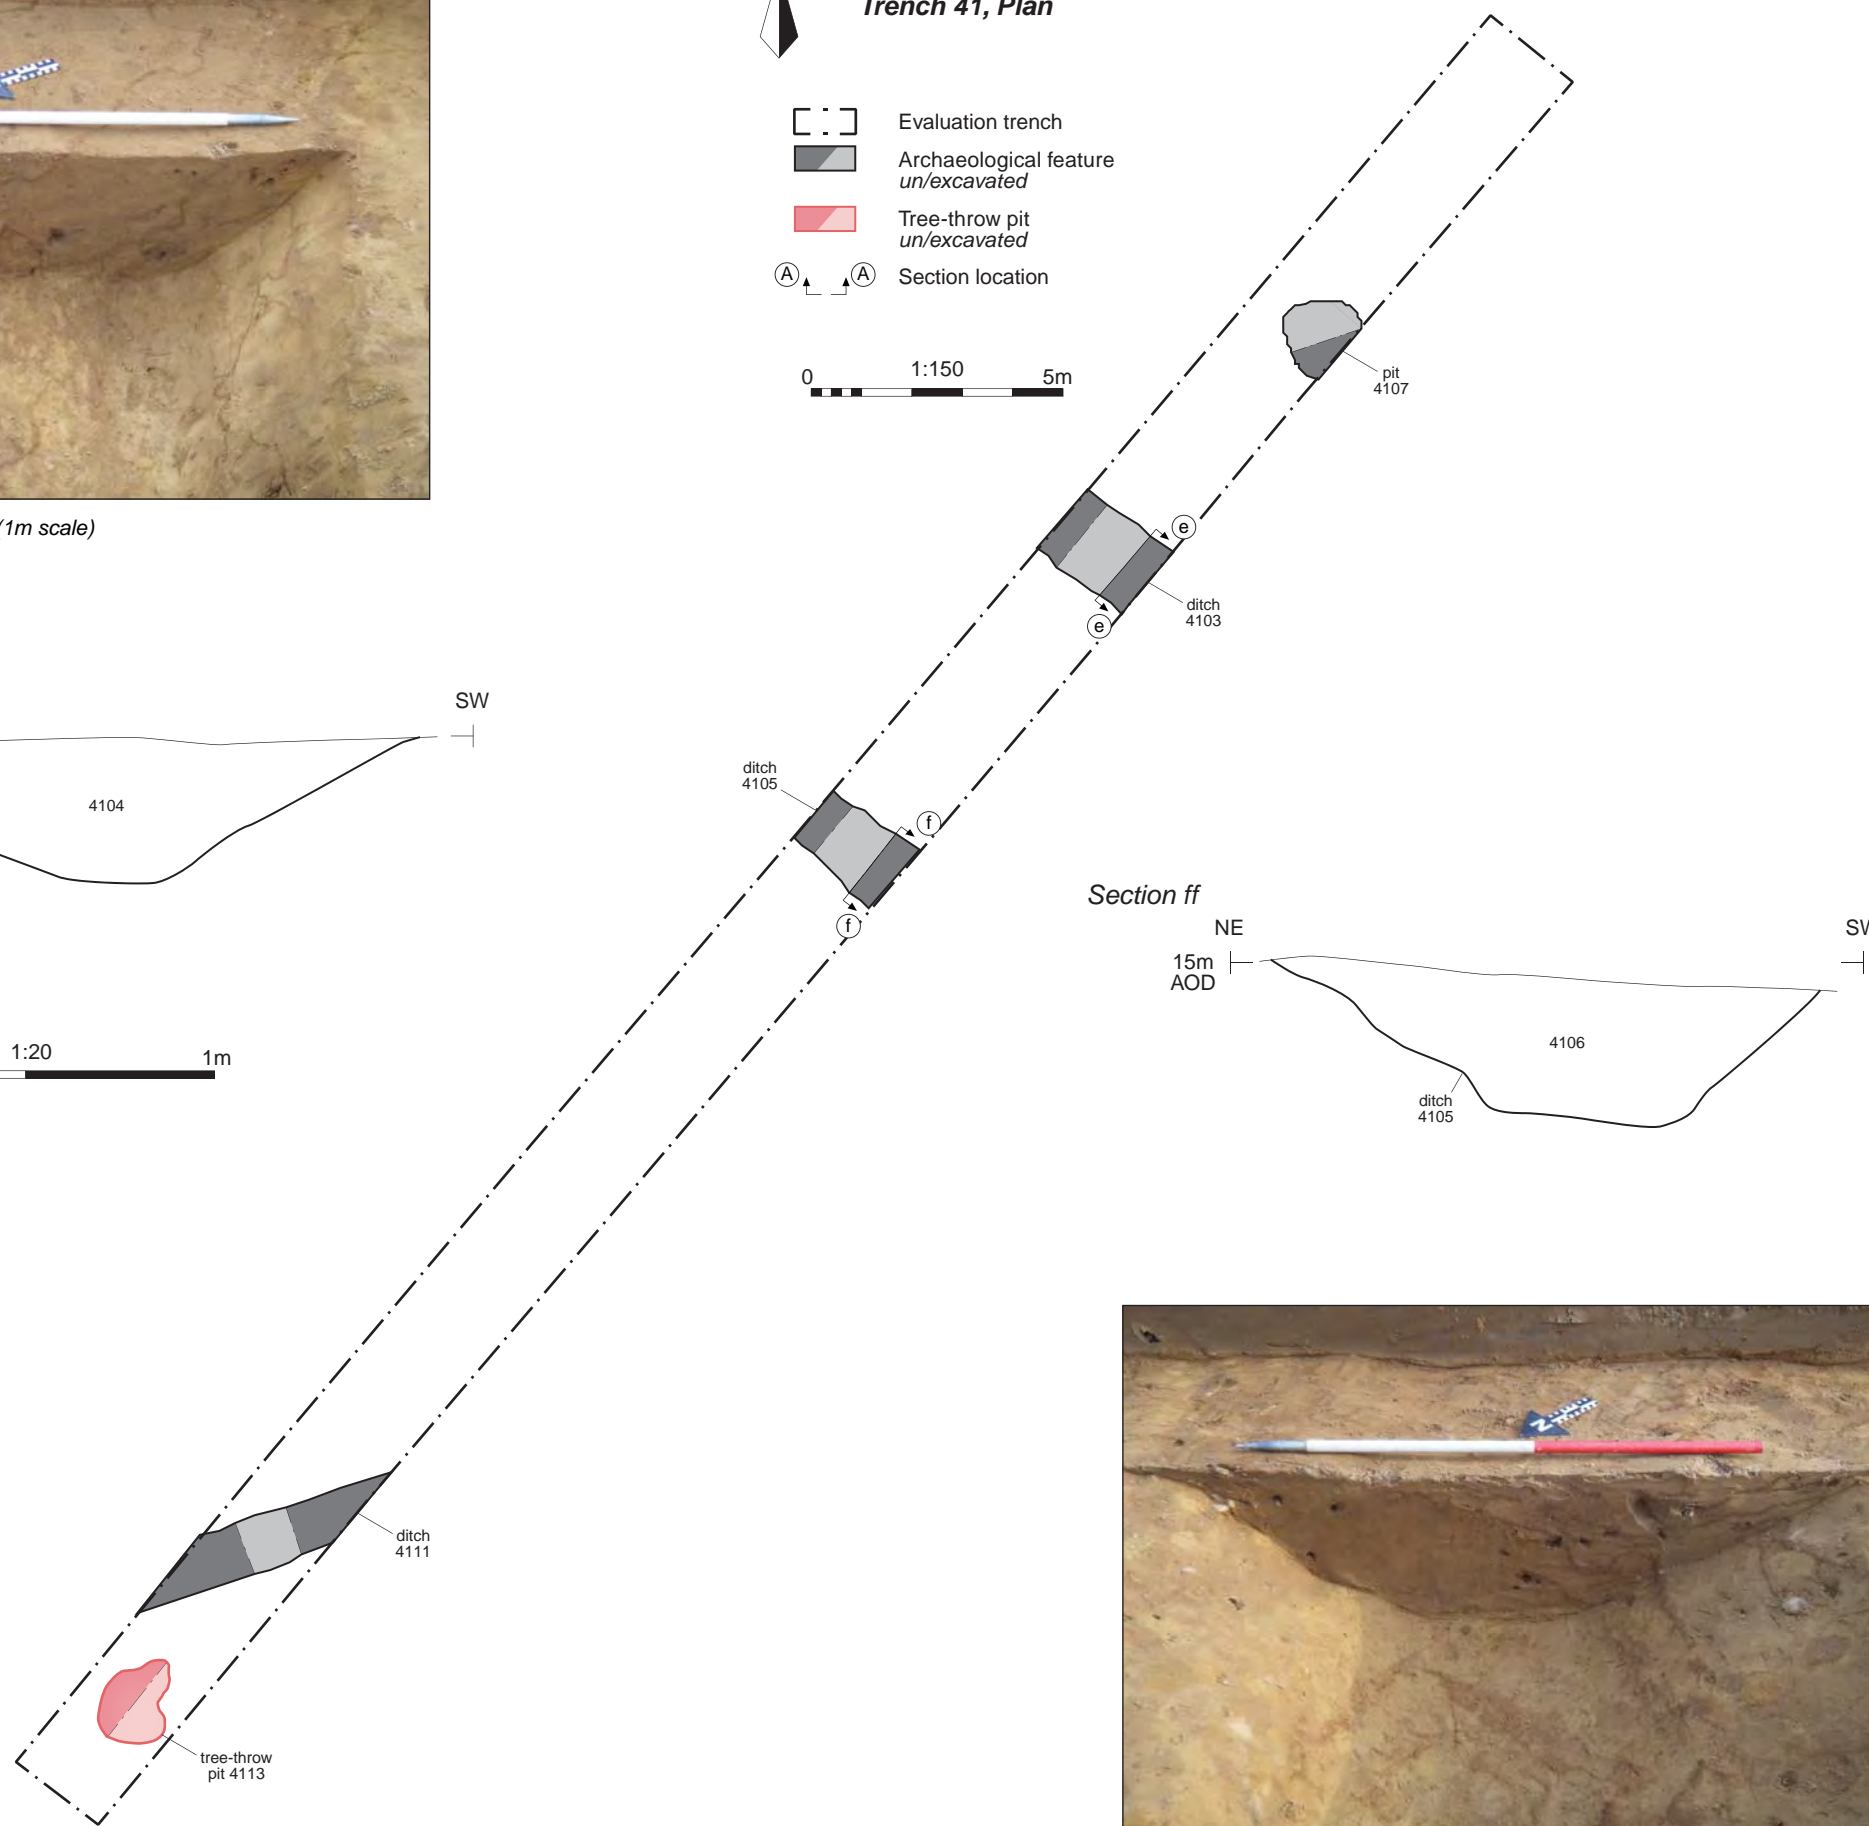 Trench 41, Plan
Evaluation trench
Archaeological feature
un/excavated
Tree-throw pit
un/excavated
A A Section location
0 1:150 5m
pit
4107
(1m scale)
e
ditch
4103
e
SW
4104
ditch
4105
f
f
Section ff
NE
SW
15m
AOD
4106
ditch
4105
1:20 1m
ditch
4111
N
tree-throw
pit 4113